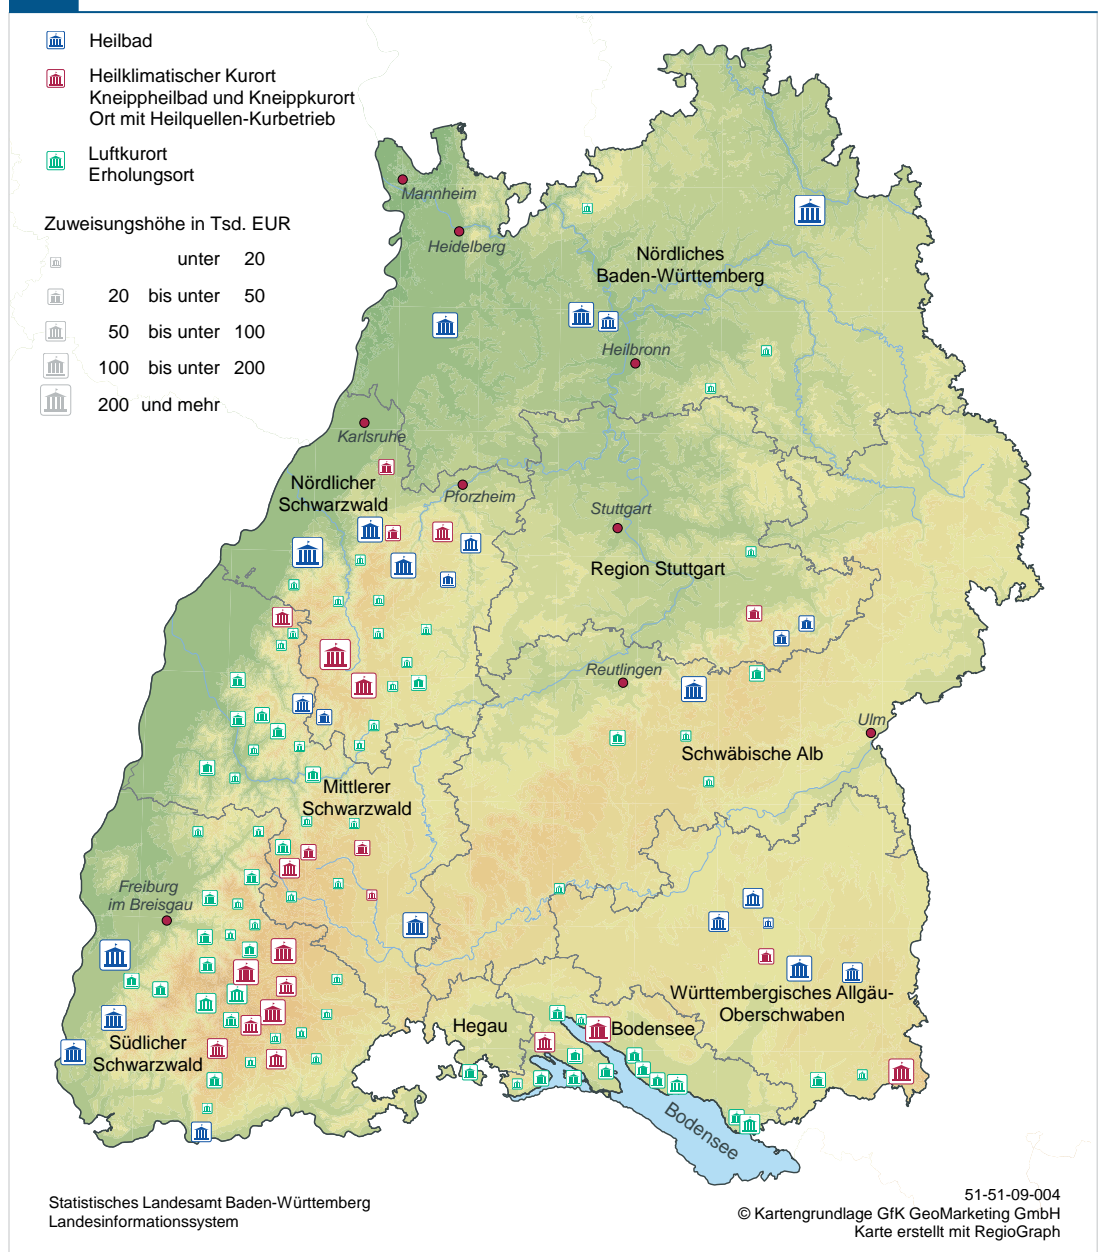 Heilbad
Heilklimatischer Kurort
Kneippheilbad und Kneippkurort
Ort mit Heilquellen-Kurbetrieb
Luftkurort
Erholungsort
Zuweisungshöhe in Tsd. EUR
unter 20
20 bis unter 50
50 bis unter 100
100 bis unter 200
200 und mehr
Mannheim
Heidelberg
Nördliches
Baden-Württemberg
Heilbronn
Karlsruhe
Nördlicher
Schwarzwald
Pforzheim
Stuttgart
Region Stuttgart
Reutlingen
Ulm
Schwäbische Alb
Mittlerer
Schwarzwald
Freiburg
im Breisgau
Württembergisches Allgäu-
Oberschwaben
Hegau
Bodensee
Südlicher
Schwarzwald
Bodensee
Statistisches Landesamt Baden-Württemberg
Landesinformationssystem
51-51-09-004
© Kartengrundlage GfK GeoMarketing GmbH
Karte erstellt mit RegioGraph